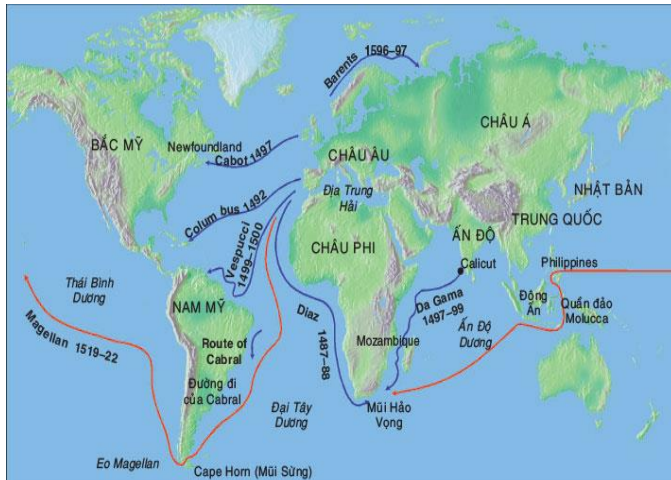 Barents 1596–97
BẮC MỸ
Newfoundland
Cabot 1497
CHÂU ÂU
CHÂU Á
Colum bus 1492
Địa Trung
Hải
NHẬT BẢN
TRUNG QUỐC
Vespucci
1499–1500
CHÂU PHI
ẤN ĐỘ
Calicut
Philippines
Thái Bình
Dương
NAM MỸ
Da Gama
1497–99
Đông
Ấn
Quần đảo
Molucca
Magellan 1519–22
Route of
Cabral
Diaz
1487–88
Mozambique
Ấn Độ
Dương
Đường đi
của Cabral
Đại Tây
Dương
Mũi Hảo
Vọng
Eo Magellan
Cape Horn (Mũi Sừng)